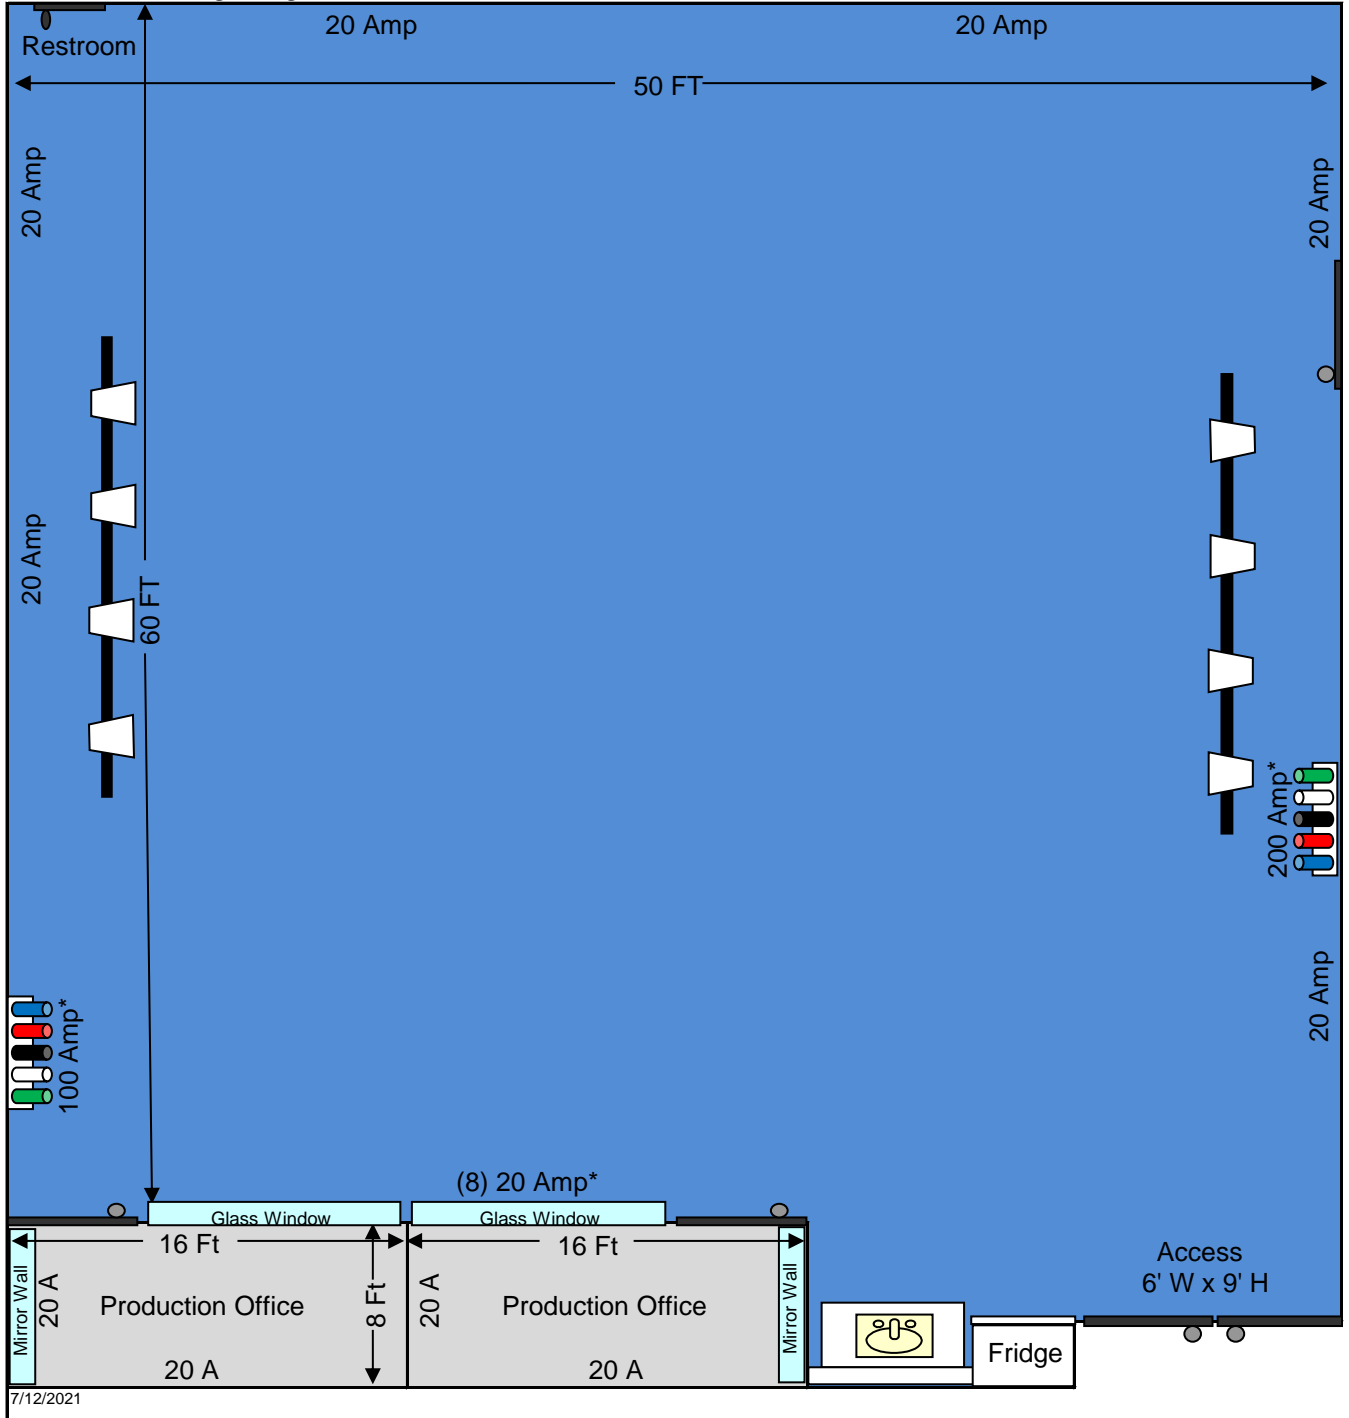 20 Amp
20 Amp
Restroom
50 FT
20 Amp
20 Amp
20 Amp
60 FT
200 Amp*
20 Amp
100 Amp*
(8) 20 Amp*
Glass Window
Glass Window
16 Ft
16 Ft
Access
6' W x 9' H
Mirror Wall
20 A
Production Office
8 Ft
20 A
Production Office
Mirror Wall
Fridge
20 A
20 A
7/12/2021